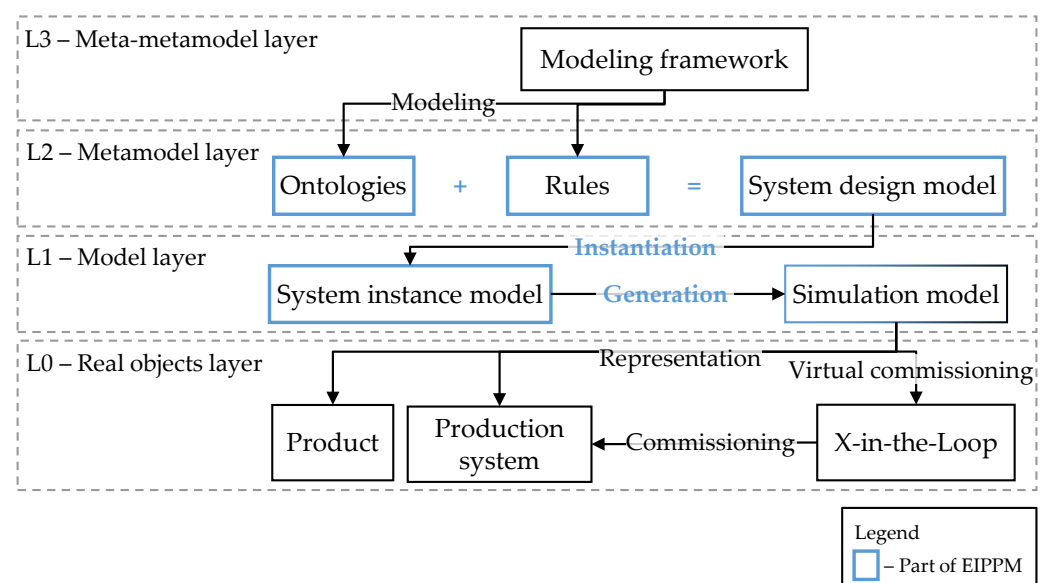 L3 – Meta-metamodel layer
Modeling framework
Modeling
L2 – Metamodel layer
Ontologies + Rules = System design model
Instantiation
L1 – Model layer
System instance model Generation Simulation model
L0 – Real objects layer
Representation
Virtual commissioning
Product
Production
system
Commissioning
X-in-the-Loop
Legend
– Part of EIPPM